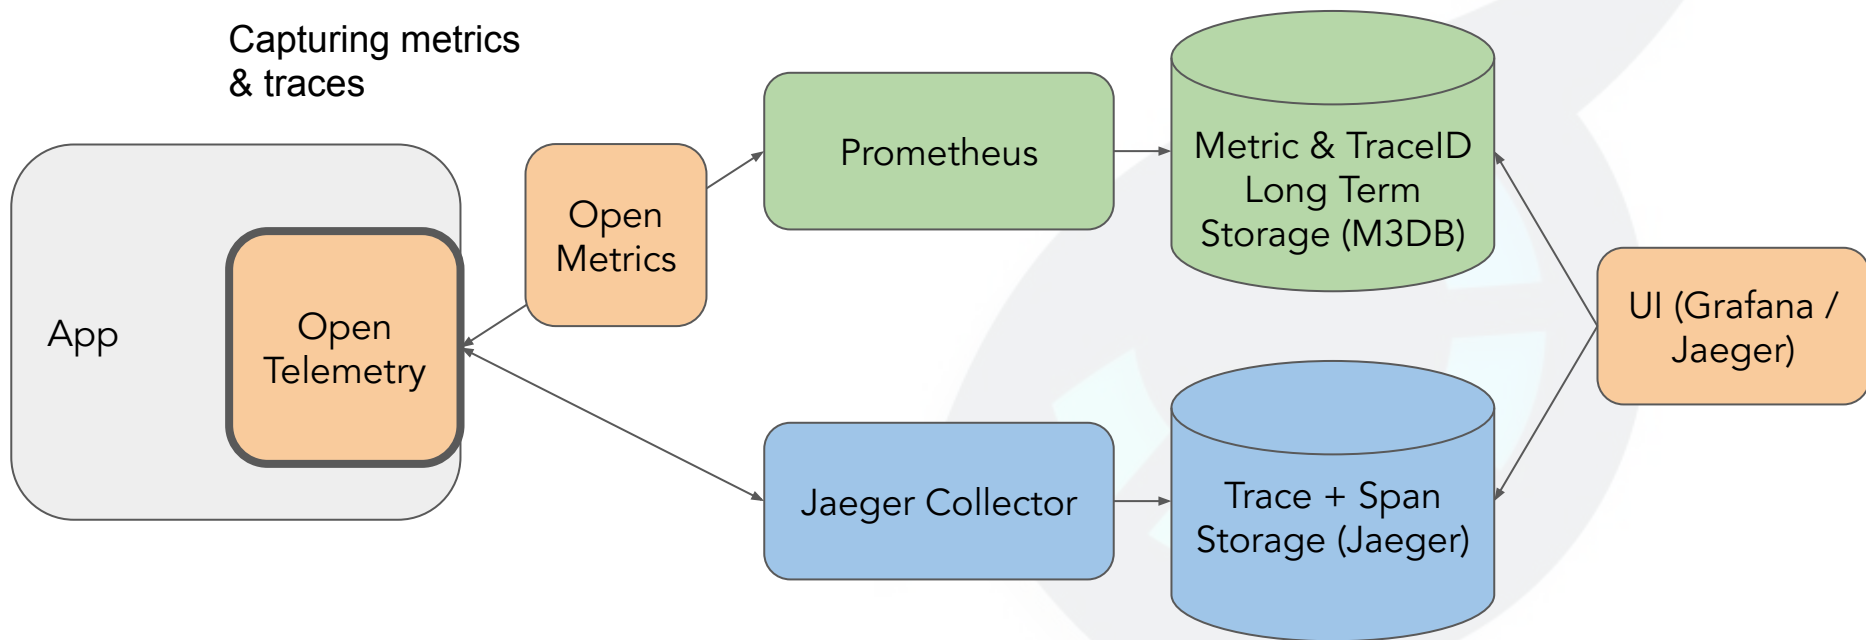 Capturing metrics
& traces
App
Open
Telemetry
Open
Metrics
Prometheus
Metric & TraceID
Long Term
Storage (M3DB)
Jaeger Collector
Trace + Span
Storage (Jaeger)
UI (Grafana /
Jaeger)